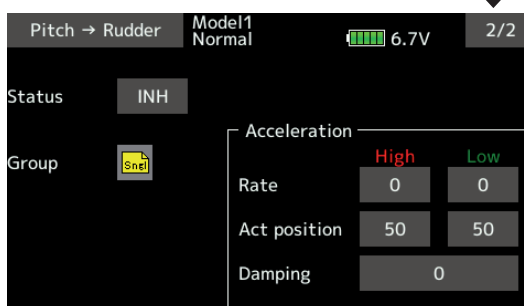 Pitch → Rudder Model1 Normal 6.7V 2/2
Status INH
Acceleration
Group Sngl High Low
Rate 0 0
Act position 50 50
Damping 0